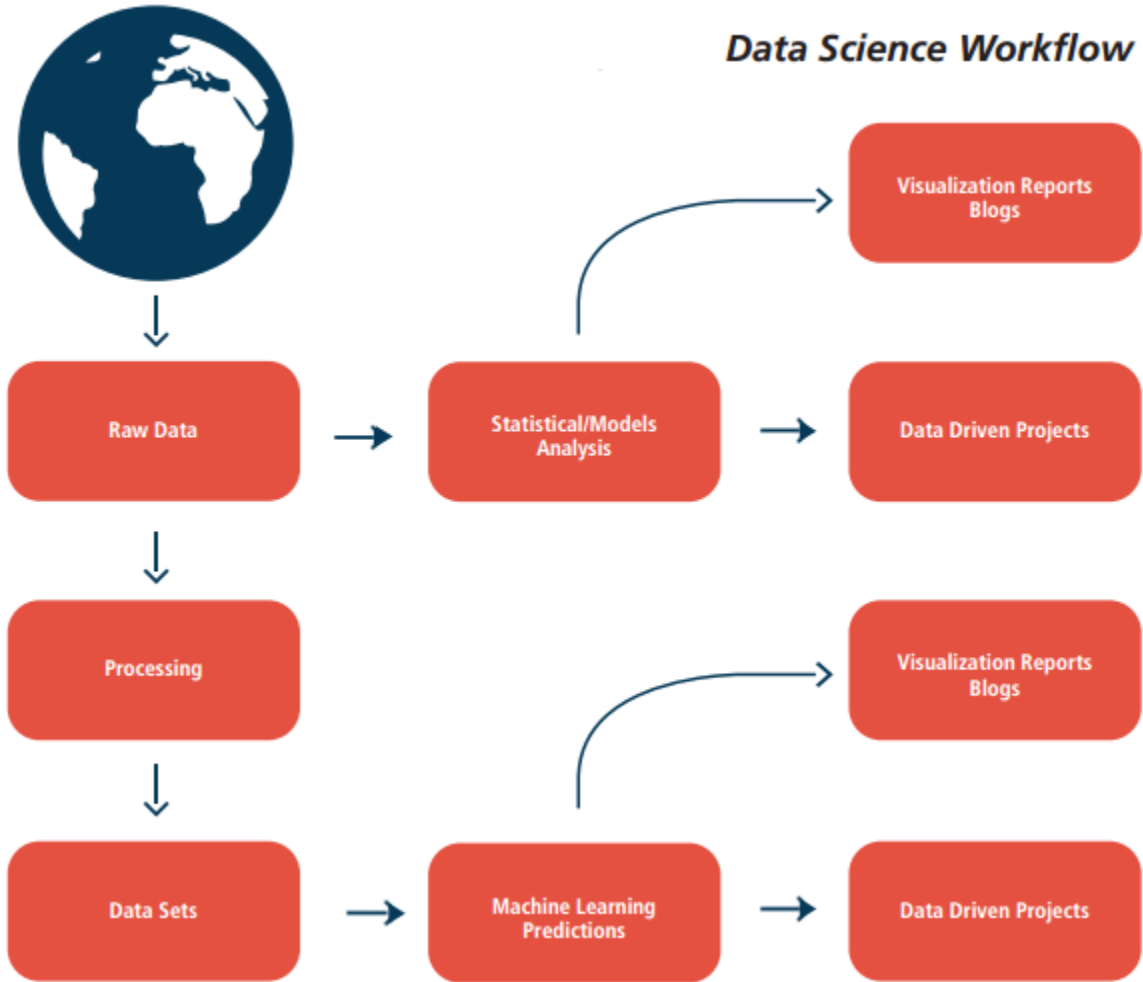 Data Science Workflow
Visualization Reports
Blogs
Raw Data
Statistical/Models
Analysis
Data Driven Projects
Processing
Visualization Reports
Blogs
Data Sets
Machine Learning
Predictions
Data Driven Projects